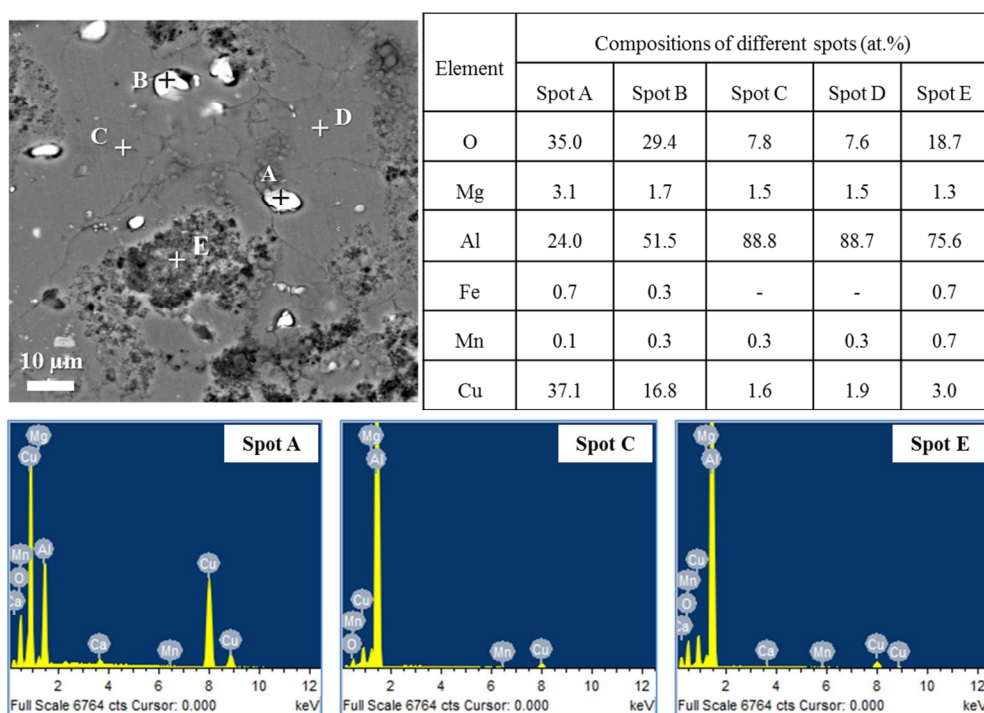 B
C
D
A
E
10 µm
Element
Compositions of different spots (at.%)
Spot A Spot B Spot C Spot D Spot E
O 35.0 29.4 7.8 7.6 18.7
Mg 3.1 1.7 1.5 1.5 1.3
Al 24.0 51.5 88.8 88.7 75.6
Fe 0.7 0.3 - - 0.7
Mn 0.1 0.3 0.3 0.3 0.7
Cu 37.1 16.8 1.6 1.9 3.0
Spot A
Mg
Cu
Mn
Al
O
Ca
Cu
Ca
Mn
Cu
2 4 6 8 10 12
Full Scale 6764 cts Cursor: 0.000 keV
Spot C
Mg
Al
Cu
Mn
O
Mn
Cu
2 4 6 8 10 12
Full Scale 6764 cts Cursor: 0.000 keV
Spot E
Mg
Al
Cu
Mn
O
Ca
Ca
Mn
Cu
Cu
2 4 6 8 10 12
Full Scale 6764 cts Cursor: 0.000 keV